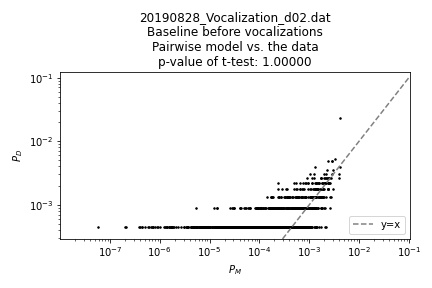 20190828_Vocalization_d02.dat
Baseline before vocalizations
Pairwise model vs. the data
p-value of t-test: 1.00000
10⁻¹
10⁻²
10⁻³
P_D
y=x
10⁻⁷ 10⁻⁶ 10⁻⁵ 10⁻⁴ 10⁻³ 10⁻² 10⁻¹
P_M